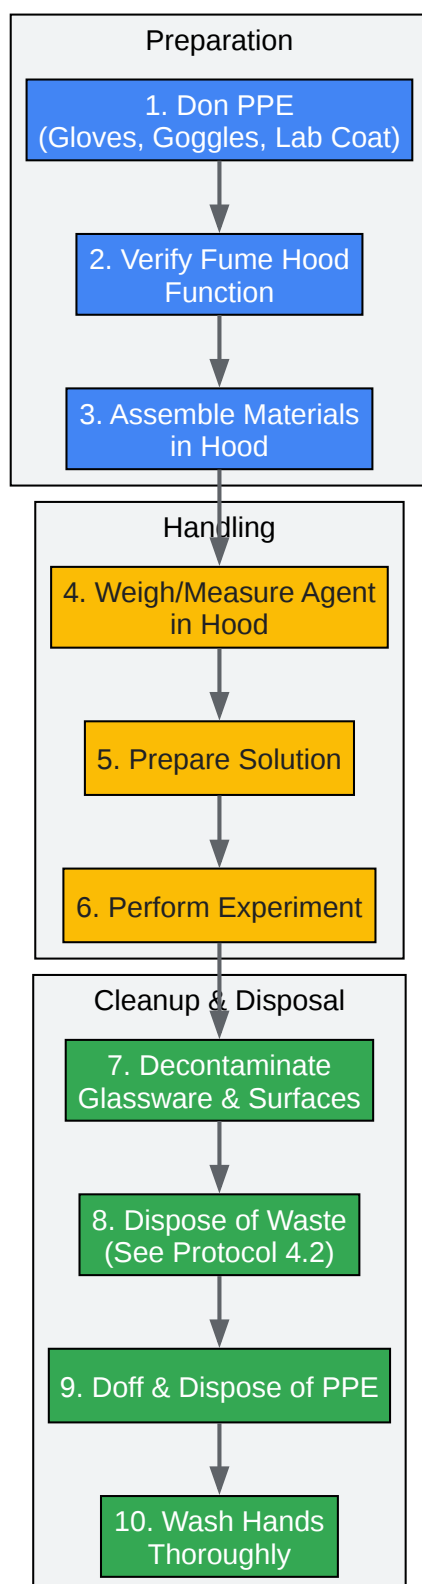 Preparation
1. Don PPE
(Gloves, Goggles, Lab Coat)
2. Verify Fume Hood
Function
3. Assemble Materials
in Hood
Handling
4. Weigh/Measure Agent
in Hood
5. Prepare Solution
6. Perform Experiment
Cleanup & Disposal
7. Decontaminate
Glassware & Surfaces
8. Dispose of Waste
(See Protocol 4.2)
9. Doff & Dispose of PPE
10. Wash Hands
Thoroughly